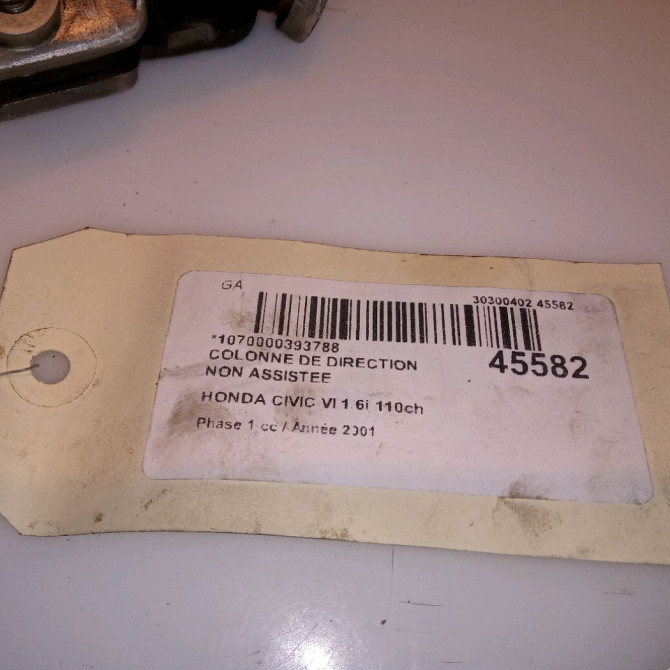 GA
30300402 45582
*1070000393788
45582
COLONNE DE DIRECTION
NON ASSISTEE
HONDA CIVIC VI 1.6i 110ch
Phase 1 cc / Année 2001